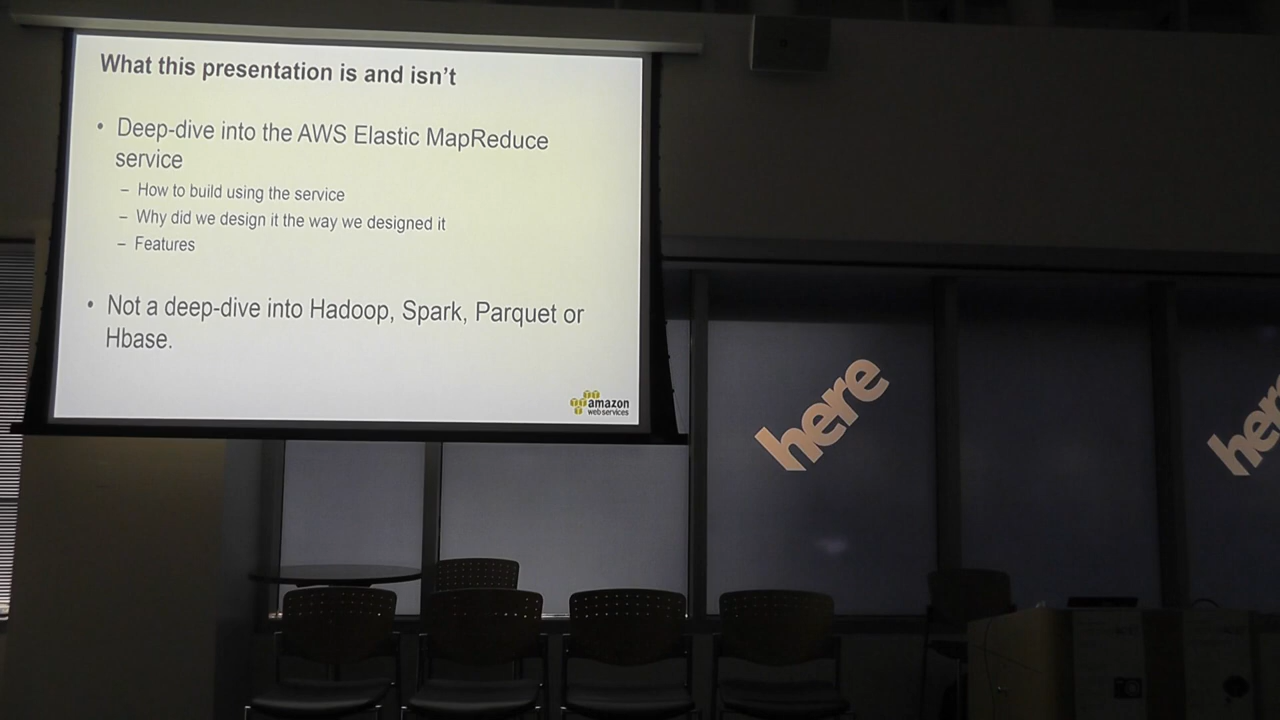 What this presentation is and isn't
• Deep-dive into the AWS Elastic MapReduce
service
– How to build using the service
– Why did we design it the way we designed it
– Features
• Not a deep-dive into Hadoop, Spark, Parquet or
Hbase.
amazon
web services
here
here